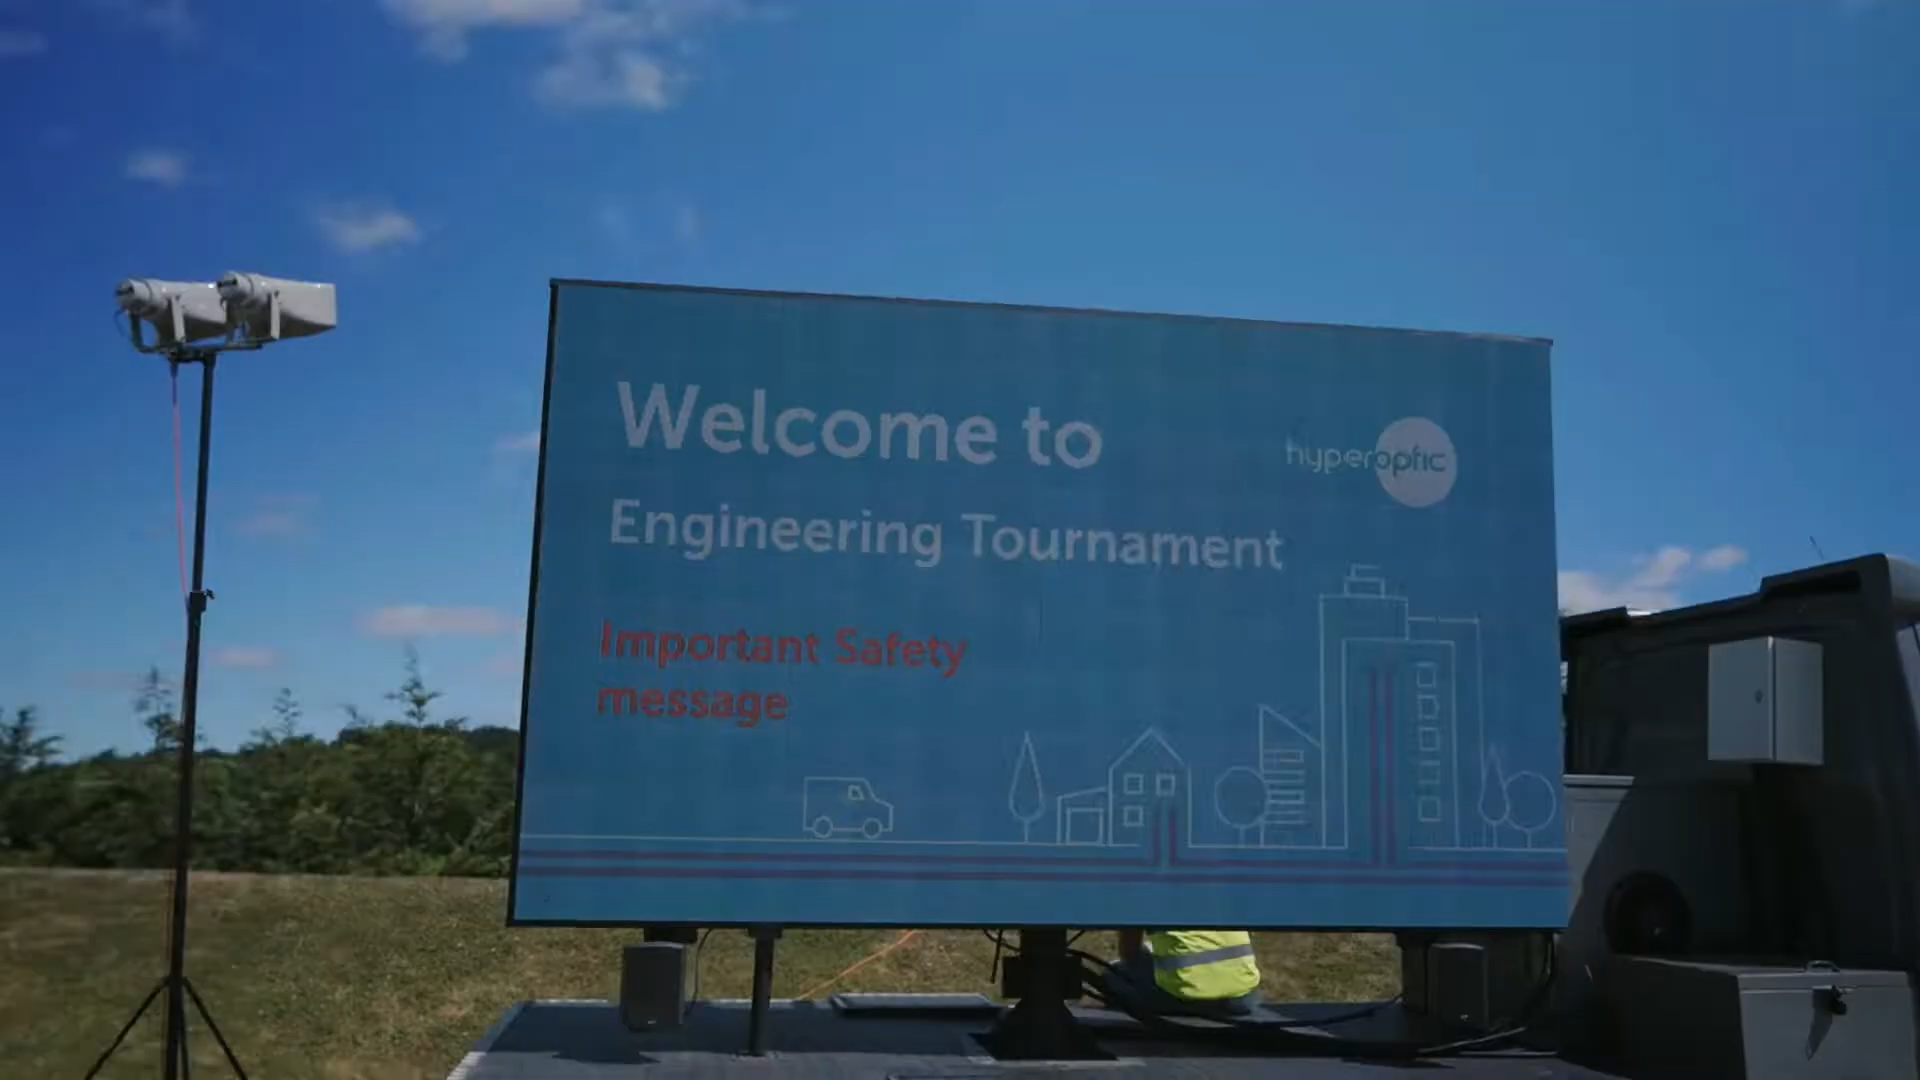 Welcome to
hyperoptic
Engineering Tournament
Important Safety
message